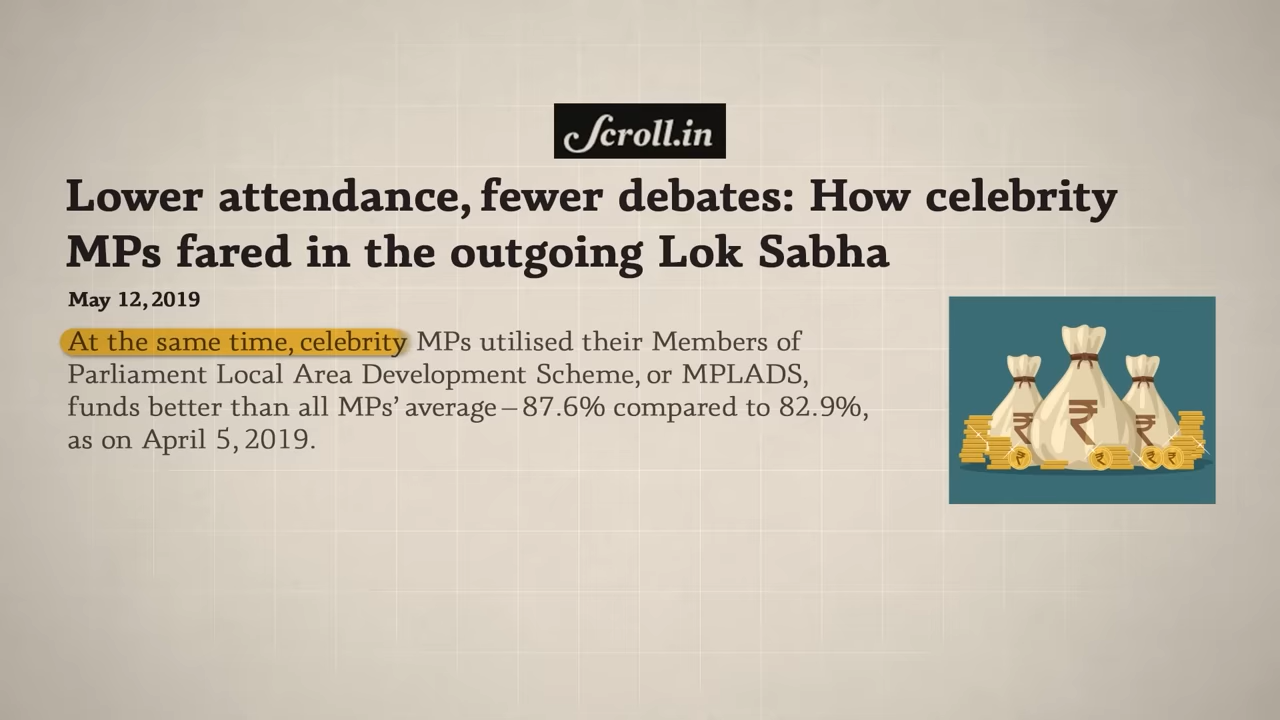 Scroll.in
Lower attendance, fewer debates: How celebrity
MPs fared in the outgoing Lok Sabha
May 12, 2019
At the same time, celebrity MPs utilised their Members of
Parliament Local Area Development Scheme, or MPLADS,
funds better than all MPs’ average – 87.6% compared to 82.9%,
as on April 5, 2019.
₹ ₹ ₹
₹ ₹ ₹ ₹